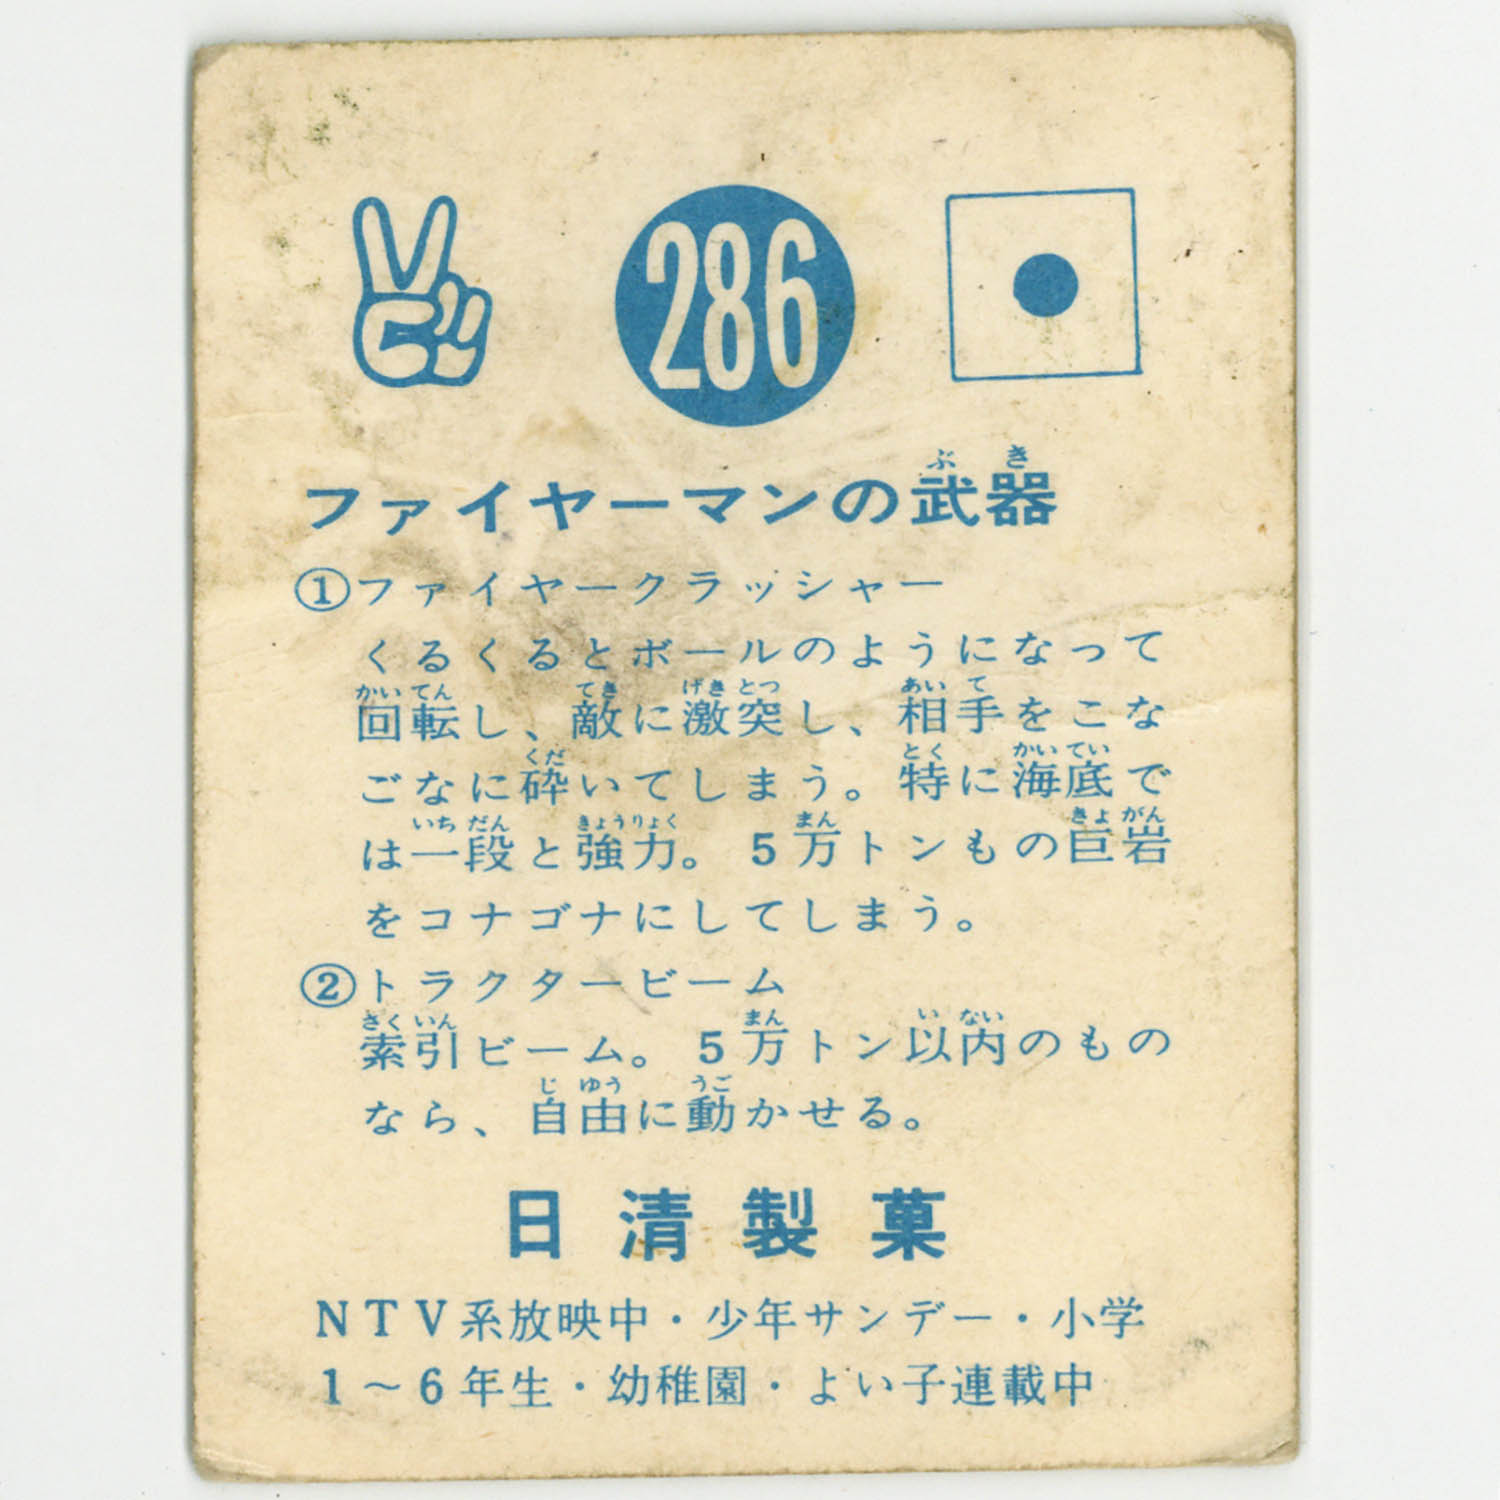 286
ファイヤーマンの武器
①ファイヤークラッシャー
くるくるとボールのようになって
回転し、敵に激突し、相手をこな
ごなに砕いてしまう。特に海底で
は一段と強力。5万トンもの巨岩
をコナゴナにしてしまう。
②トラクタービーム
索引ビーム。5万トン以内のもの
なら、自由に動かせる。
日清製菓
NTV系放映中・少年サンデー・小学
1～6年生・幼稚園・よい子連載中